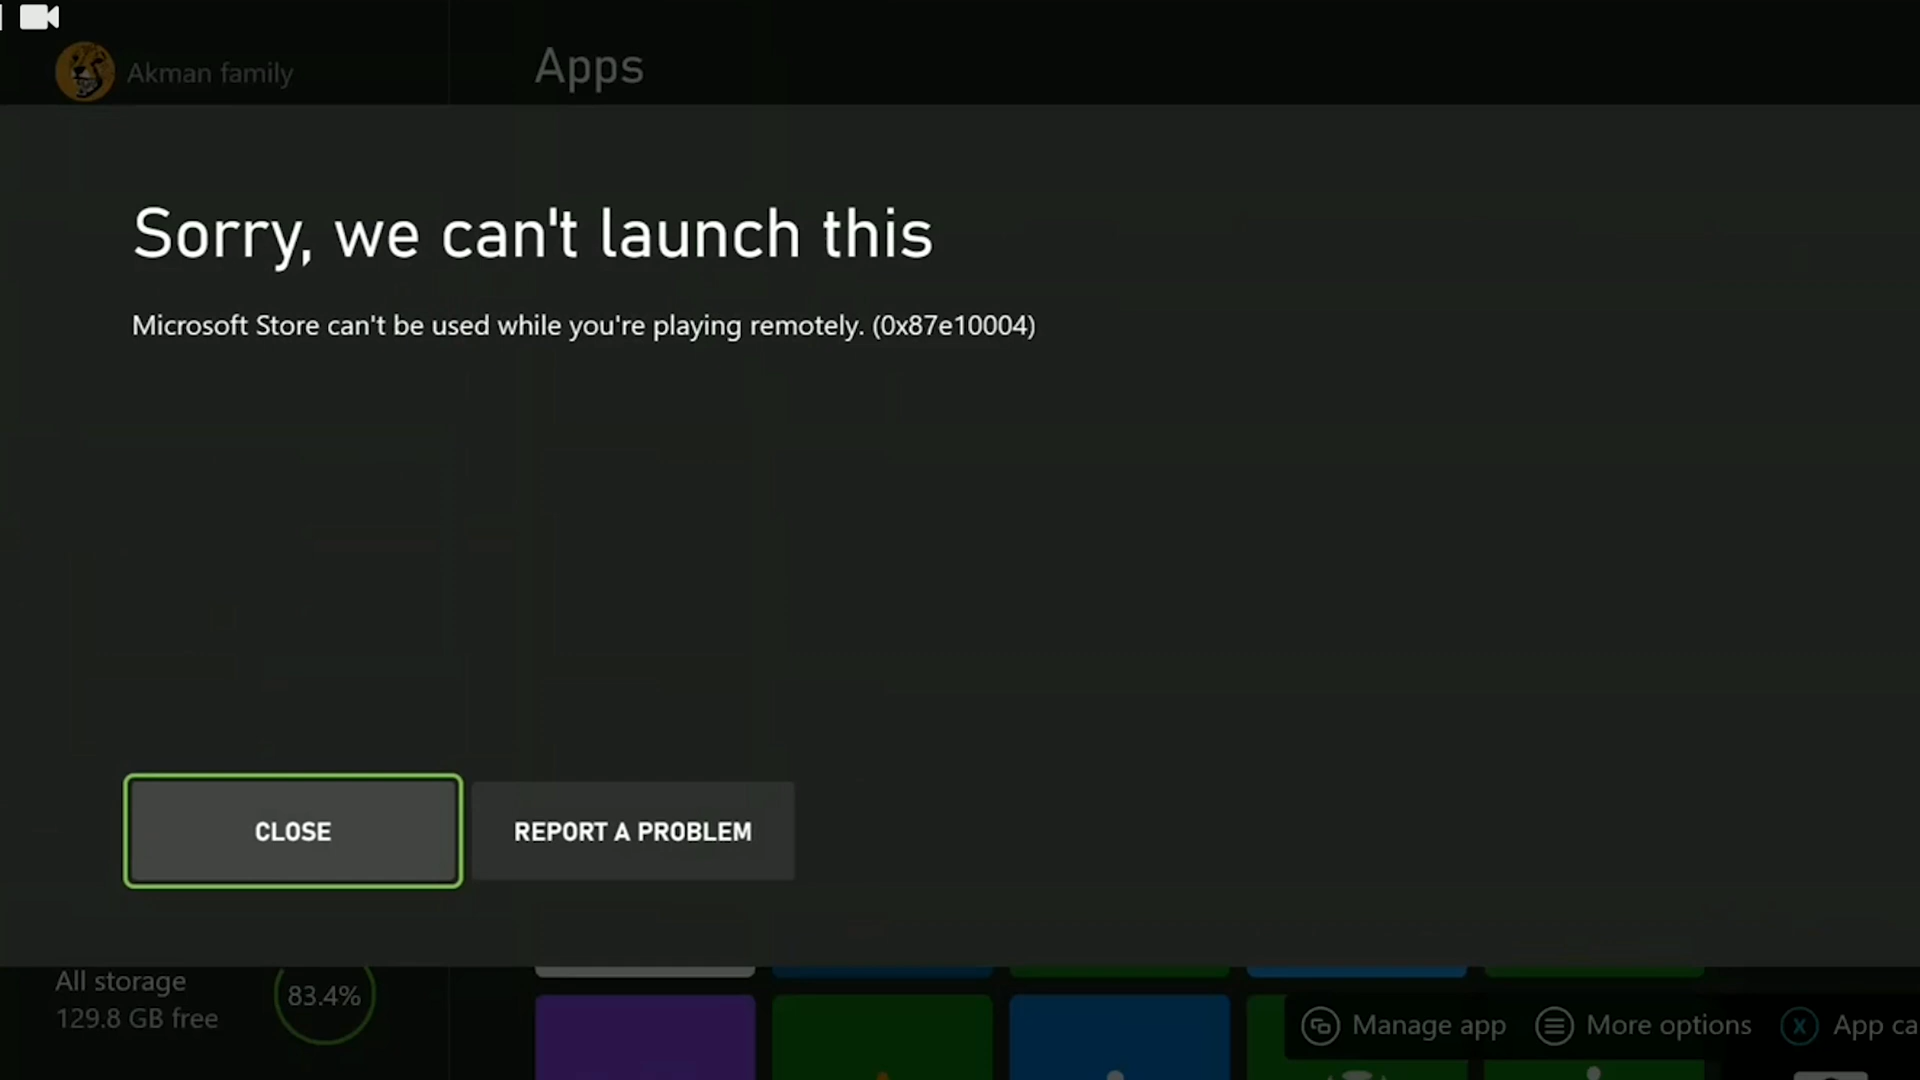 Akman family
Apps
Sorry, we can't launch this
Microsoft Store can't be used while you're playing remotely. (0x87e10004)
CLOSE
REPORT A PROBLEM
All storage
129.8 GB free
83.4%
Manage app
More options
X
App ca